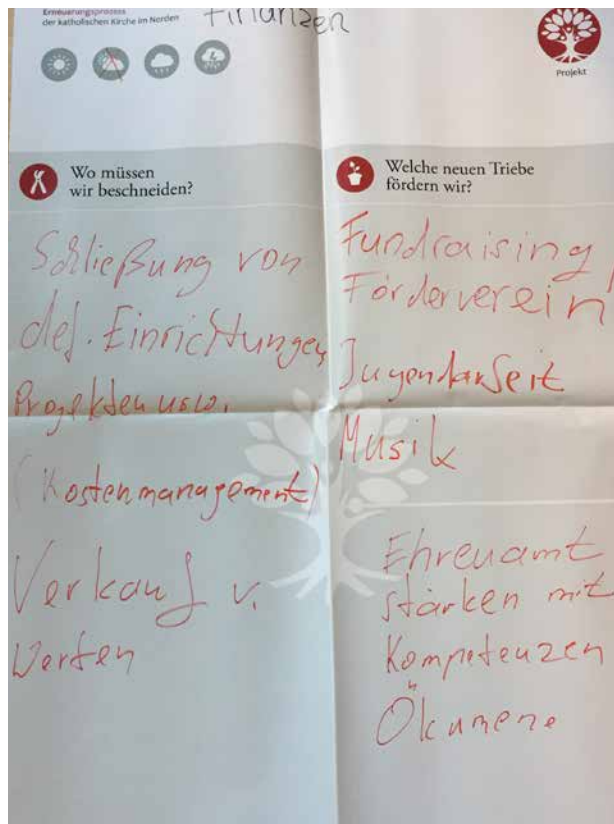 Erneuerungsprozess
der katholischen Kirche im Norden
Finanzen
Projekt
Wo müssen
wir beschneiden?
Schließung von
def. Einrichtungen,
Projekten usw.
(Kostenmanagement)
Verkauf v.
Werten
Welche neuen Triebe
fördern wir?
Fundraising
Förderverein
Jugendarbeit
Musik
Ehrenamt
stärken mit
Kompetenzen
Ökumene